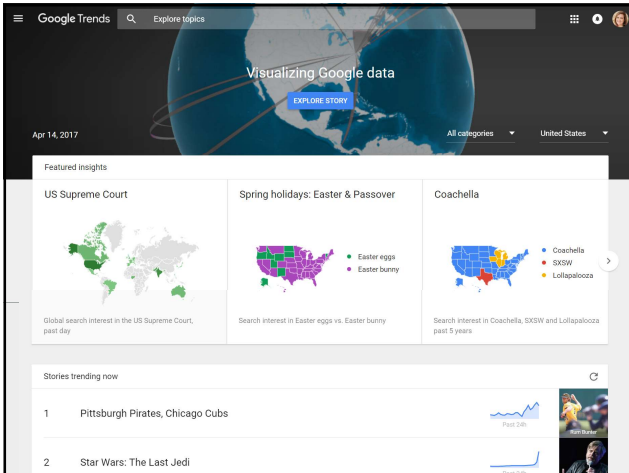 Google Trends
Explore topics
Visualizing Google data
EXPLORE STORY
Apr 14, 2017
All categories
United States
Featured insights
US Supreme Court
Global search interest in the US Supreme Court,
past day
Spring holidays: Easter & Passover
Easter eggs
Easter bunny
Search interest in Easter eggs vs. Easter bunny
Coachella
Coachella
SXSW
Lollapalooza
Search interest in Coachella, SXSW and Lollapalooza
past 5 years
Stories trending now
1
Pittsburgh Pirates, Chicago Cubs
Past 24h
Rum Bunter
2
Star Wars: The Last Jedi